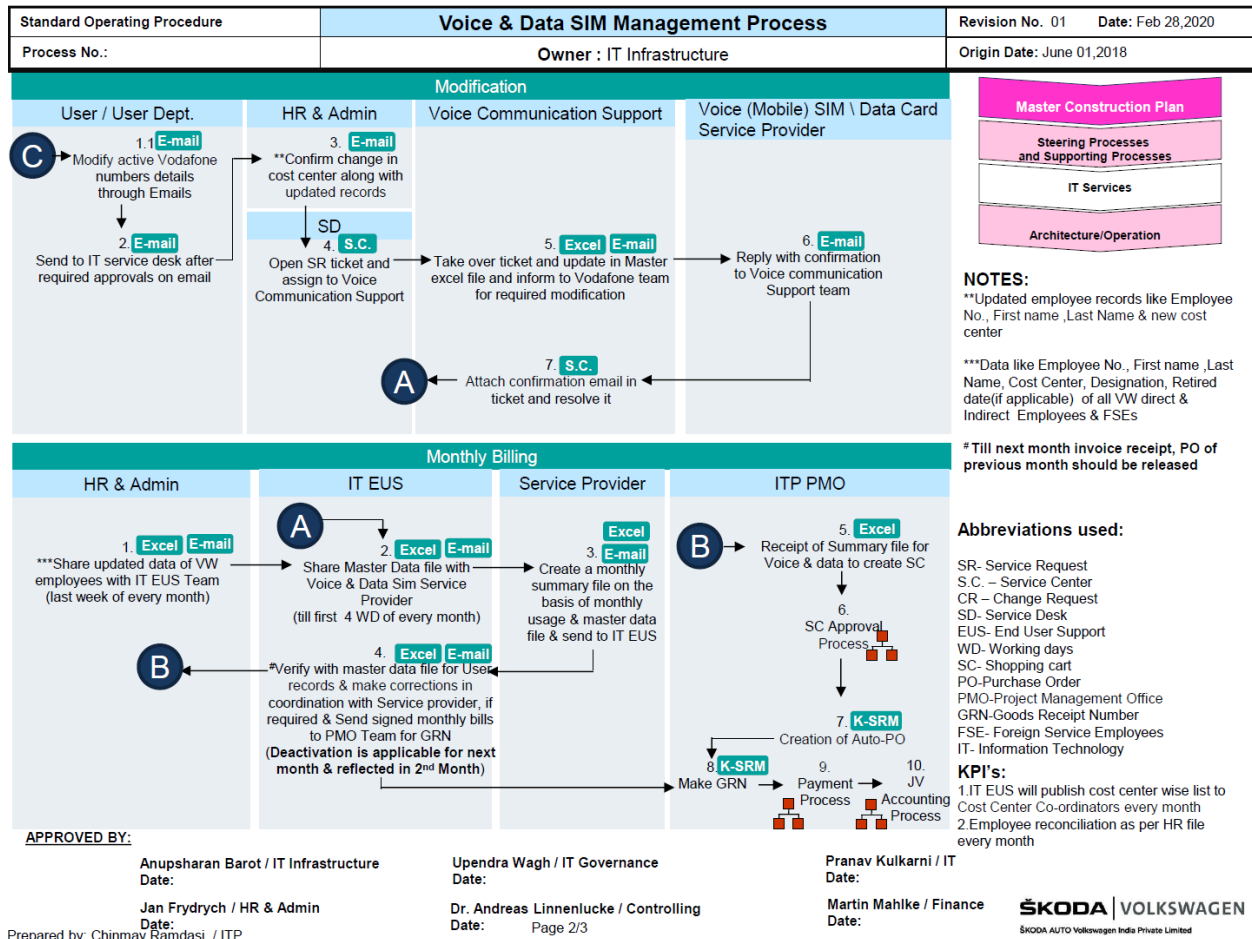 Standard Operating Procedure
Voice & Data SIM Management Process
Revision No. 01 Date: Feb 28,2020
Process No.:
Owner : IT Infrastructure
Origin Date: June 01,2018
Modification
User / User Dept.
HR & Admin
Voice Communication Support
Voice (Mobile) SIM \ Data Card
Service Provider
C
1.1 E-mail
Modify active Vodafone
numbers details
through Emails
2. E-mail
Send to IT service desk after
required approvals on email
3. E-mail
**Confirm change in
cost center along with
updated records
SD
4. S.C.
Open SR ticket and
assign to Voice
Communication Support
5. Excel E-mail
Take over ticket and update in Master
excel file and inform to Vodafone team
for required modification
6. E-mail
Reply with confirmation
to Voice communication
Support team
7. S.C.
Attach confirmation email in
ticket and resolve it
A
Master Construction Plan
Steering Processes
and Supporting Processes
IT Services
Architecture/Operation
NOTES:
**Updated employee records like Employee
No., First name ,Last Name & new cost
center
***Data like Employee No., First name ,Last
Name, Cost Center, Designation, Retired
date(if applicable) of all VW direct &
Indirect Employees & FSEs
# Till next month invoice receipt, PO of
previous month should be released
Monthly Billing
HR & Admin
IT EUS
Service Provider
ITP PMO
1. Excel E-mail
***Share updated data of VW
employees with IT EUS Team
(last week of every month)
A
2. Excel E-mail
Share Master Data file with
Voice & Data Sim Service
Provider
(till first 4 WD of every month)
Excel
3. E-mail
Create a monthly
summary file on the
basis of monthly
usage & master data
file & send to IT EUS
B
4. Excel E-mail
#Verify with master data file for User
records & make corrections in
coordination with Service provider, if
required & Send signed monthly bills
to PMO Team for GRN
(Deactivation is applicable for next
month & reflected in 2nd Month)
B
5. Excel
Receipt of Summary file for
Voice & data to create SC
6.
SC Approval
Process
7. K-SRM
Creation of Auto-PO
8. K-SRM
Make GRN
9.
Payment
Process
10.
JV
Accounting
Process
Abbreviations used:
SR- Service Request
S.C. – Service Center
CR – Change Request
SD- Service Desk
EUS- End User Support
WD- Working days
SC- Shopping cart
PO-Purchase Order
PMO-Project Management Office
GRN-Goods Receipt Number
FSE- Foreign Service Employees
IT- Information Technology
KPI's:
1.IT EUS will publish cost center wise list to
Cost Center Co-ordinators every month
2.Employee reconciliation as per HR file
every month
APPROVED BY:
Anupsharan Barot / IT Infrastructure
Date:
Upendra Wagh / IT Governance
Date:
Pranav Kulkarni / IT
Date:
Jan Frydrych / HR & Admin
Date:
Dr. Andreas Linnenlucke / Controlling
Date:
Martin Mahlke / Finance
Date:
Page 2/3
Prepared by: Chinmay Ramdasi / ITP
ŠKODA VOLKSWAGEN
ŠKODA AUTO Volkswagen India Private Limited